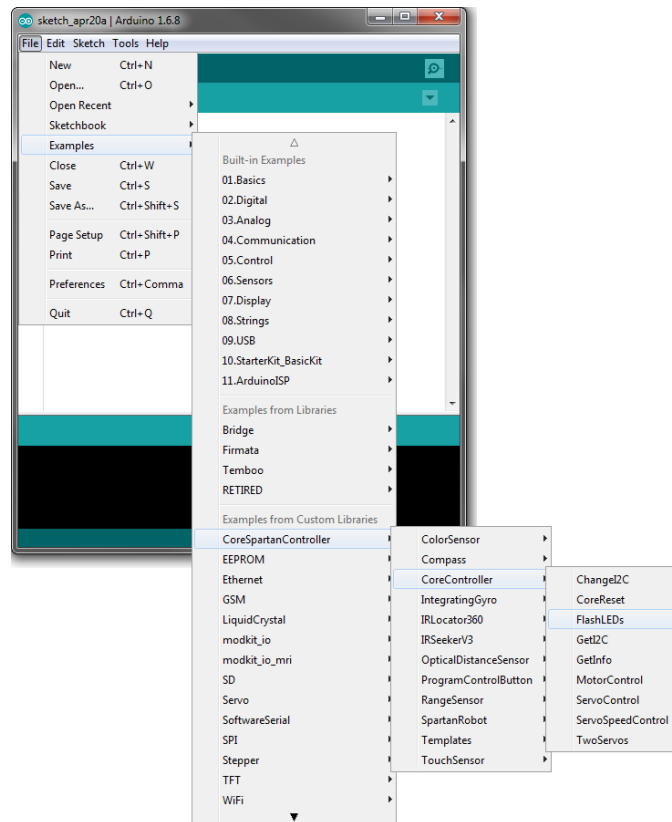 sketch_apr20a | Arduino 1.6.8
File Edit Sketch Tools Help
New Ctrl+N
Open... Ctrl+O
Open Recent
Sketchbook
Examples
Close Ctrl+W
Save Ctrl+S
Save As... Ctrl+Shift+S
Page Setup Ctrl+Shift+P
Print Ctrl+P
Preferences Ctrl+Comma
Quit Ctrl+Q
Built-in Examples
01.Basics
02.Digital
03.Analog
04.Communication
05.Control
06.Sensors
07.Display
08.Strings
09.USB
10.StarterKit_BasicKit
11.ArduinoISP
Examples from Libraries
Bridge
Firmata
Temboo
RETIRED
Examples from Custom Libraries
CoreSpartanController
EEPROM
Ethernet
GSM
LiquidCrystal
modkit_io
modkit_io_mri
SD
Servo
SoftwareSerial
SPI
Stepper
TFT
WiFi
ColorSensor
Compass
CoreController
IntegratingGyro
IRLocator360
IRSeekerV3
OpticalDistanceSensor
ProgramControlButton
RangeSensor
SpartanRobot
Templates
TouchSensor
ChangeI2C
CoreReset
FlashLEDs
GetI2C
GetInfo
MotorControl
ServoControl
ServoSpeedControl
TwoServos